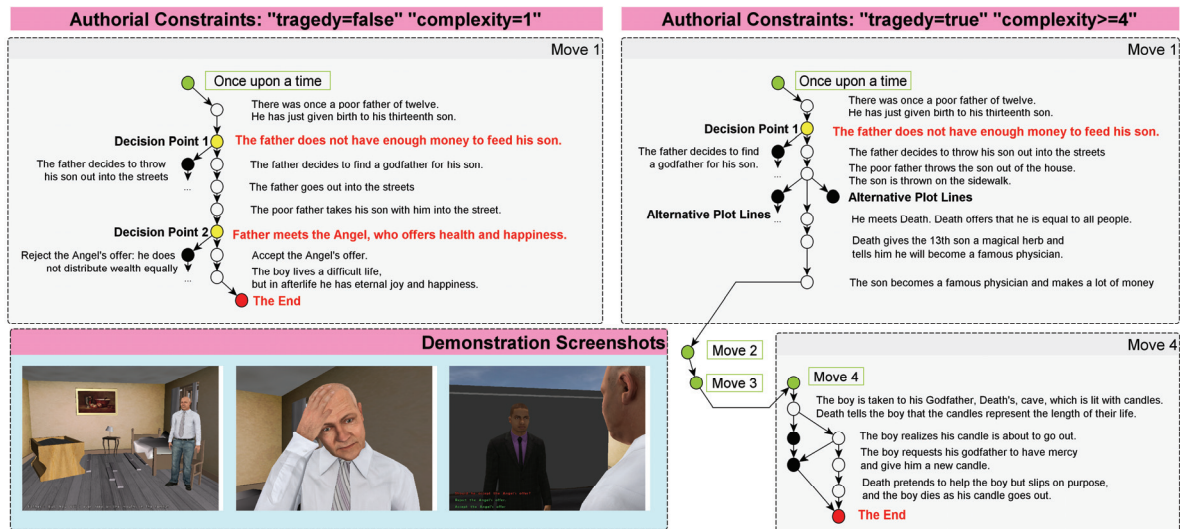 Authorial Constraints: "tragedy=false" "complexity=1"
Move 1
Once upon a time
There was once a poor father of twelve.
He has just given birth to his thirteenth son.
Decision Point 1
The father does not have enough money to feed his son.
The father decides to throw
his son out into the streets
...
The father decides to find a godfather for his son.
The father goes out into the streets
The poor father takes his son with him into the street.
Decision Point 2
Father meets the Angel, who offers health and happiness.
Reject the Angel's offer: he does
not distribute wealth equally
...
Accept the Angel's offer.
The boy lives a difficult life,
but in afterlife he has eternal joy and happiness.
The End
Authorial Constraints: "tragedy=true" "complexity>=4"
Move 1
Once upon a time
There was once a poor father of twelve.
He has just given birth to his thirteenth son.
Decision Point 1
The father does not have enough money to feed his son.
The father decides to find
a godfather for his son.
...
The father decides to throw his son out into the streets
The poor father throws the son out of the house.
The son is thrown on the sidewalk.
Alternative Plot Lines
...
Alternative Plot Lines
He meets Death. Death offers that he is equal to all people.
Death gives the 13th son a magical herb and
tells him he will become a famous physician.
The son becomes a famous physician and makes a lot of money
Demonstration Screenshots
Move 2
Move 3
Move 4
Move 4
The boy is taken to his Godfather, Death's, cave, which is lit with candles.
Death tells the boy that the candles represent the length of their life.
The boy realizes his candle is about to go out.
The boy requests his godfather to have mercy
and give him a new candle.
Death pretends to help the boy but slips on purpose,
and the boy dies as his candle goes out.
The End